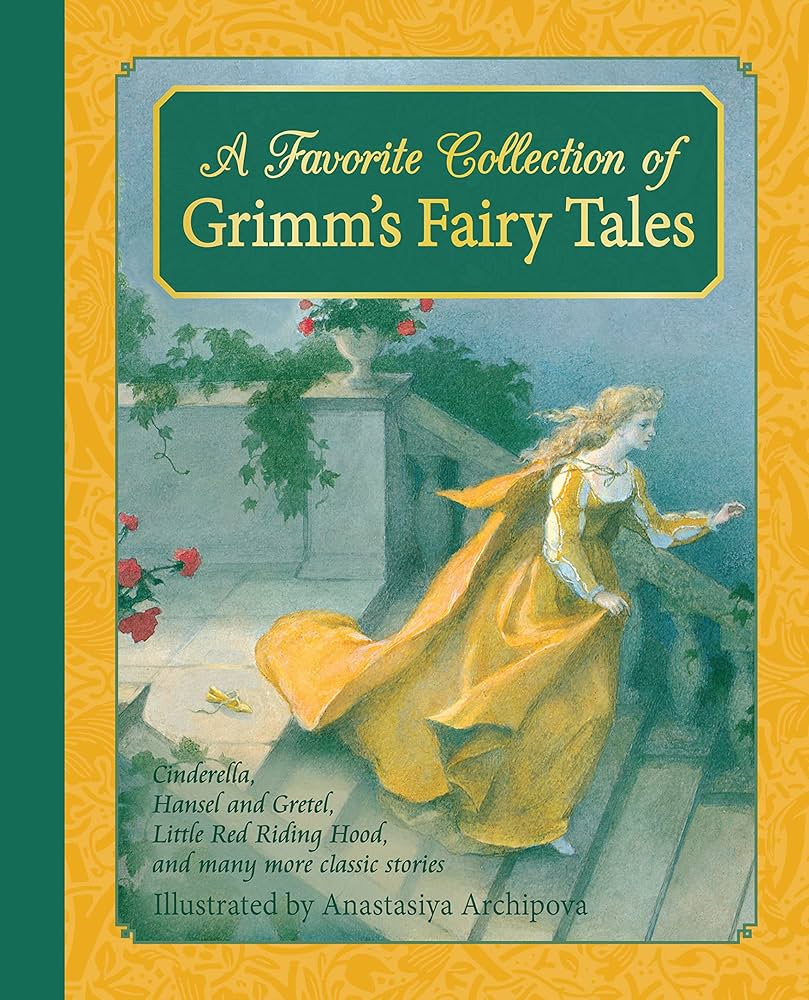 A Favorite Collection of
Grimm's Fairy Tales
Cinderella,
Hansel and Gretel,
Little Red Riding Hood,
and many more classic stories
Illustrated by Anastasiya Archipova